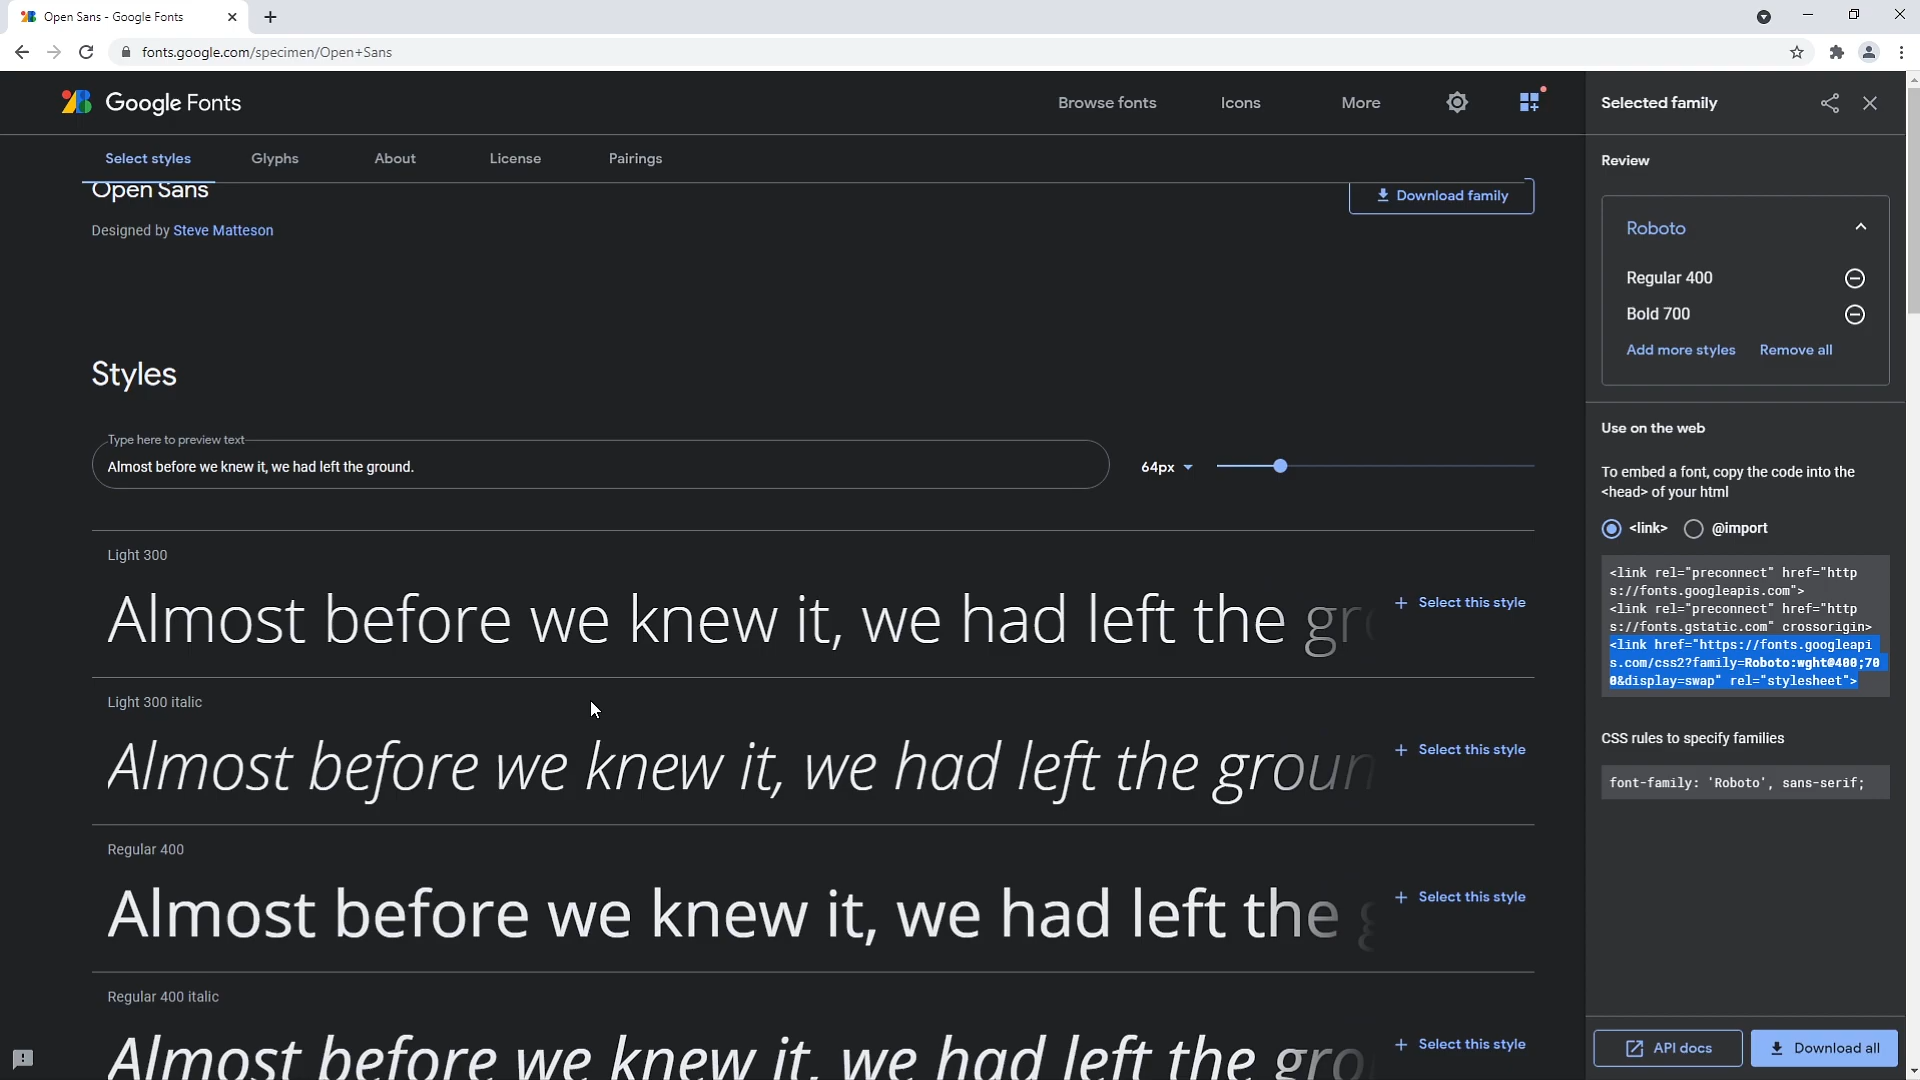 Open Sans - Google Fonts
fonts.google.com/specimen/Open+Sans
Google Fonts
Browse fonts
Icons
More
Select styles
Glyphs
About
License
Pairings
Open Sans
Designed by Steve Matteson
Download family
Styles
Type here to preview text
Almost before we knew it, we had left the ground.
64px
Light 300
Almost before we knew it, we had left the gr
Select this style
Light 300 italic
Almost before we knew it, we had left the groun
Select this style
Regular 400
Almost before we knew it, we had left the g
Select this style
Regular 400 italic
Almost before we knew it, we had left the gro
Select this style
Selected family
Review
Roboto
Regular 400
Bold 700
Add more styles
Remove all
Use on the web
To embed a font, copy the code into the
<head> of your html
<link>
@import
<link rel="preconnect" href="http
s://fonts.googleapis.com">
<link rel="preconnect" href="http
s://fonts.gstatic.com" crossorigin>
<link href="https://fonts.googleapi
s.com/css2?family=Roboto:wght@400;70
0&display=swap" rel="stylesheet">
CSS rules to specify families
font-family: 'Roboto', sans-serif;
API docs
Download all